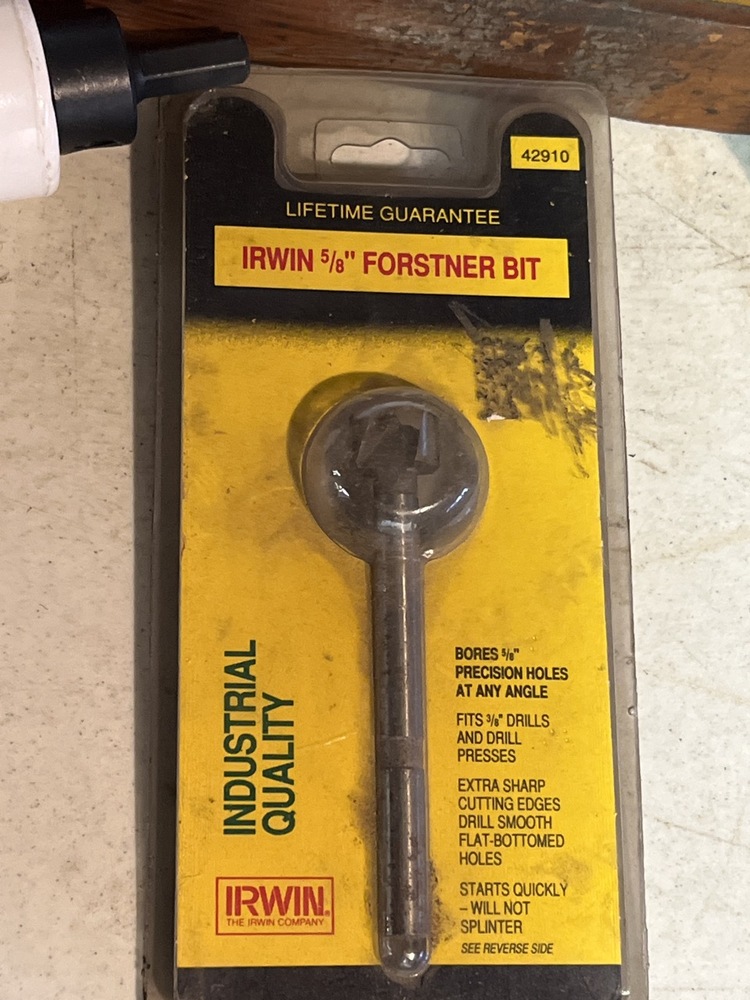 42910
LIFETIME GUARANTEE
IRWIN 5/8" FORSTNER BIT
INDUSTRIAL
QUALITY
BORES 5/8"
PRECISION HOLES
AT ANY ANGLE
FITS 3/8" DRILLS
AND DRILL
PRESSES
EXTRA SHARP
CUTTING EDGES
DRILL SMOOTH
FLAT-BOTTOMED
HOLES
STARTS QUICKLY
– WILL NOT
SPLINTER
SEE REVERSE SIDE
IRWIN®
THE IRWIN COMPANY